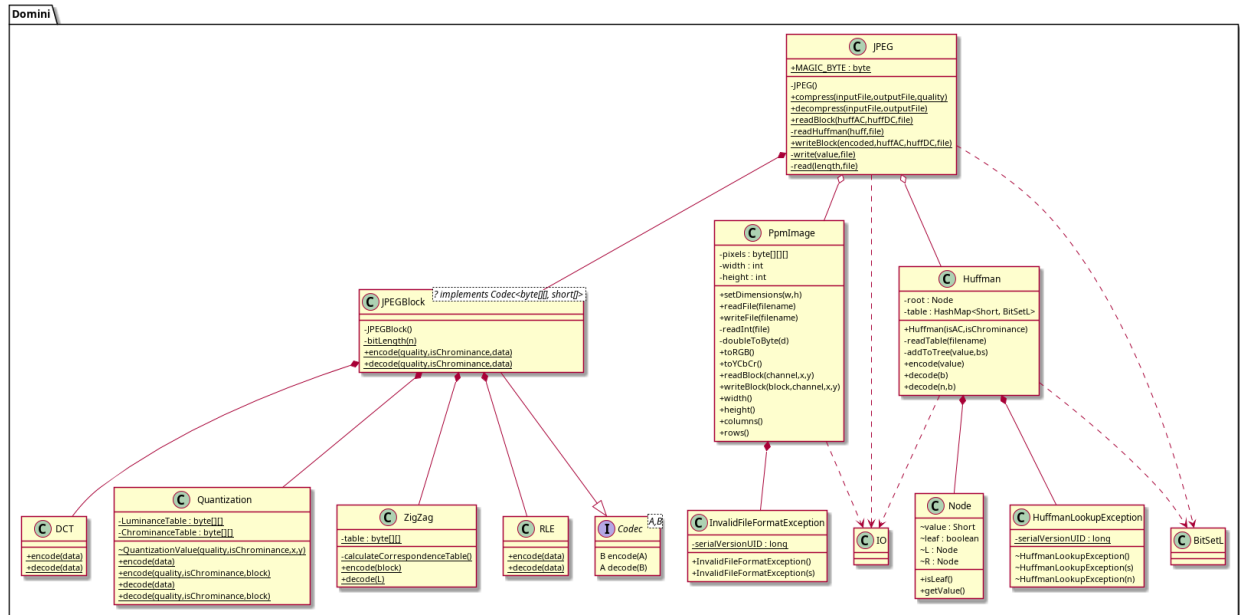 Domini
C JPEG
+MAGIC_BYTE : byte
-JPEG()
+compress(inputFile,outputFile,quality)
+decompress(inputFile,outputFile)
+readBlock(huffAC,huffDC,file)
-readHuffman(huff,file)
+writeBlock(encoded,huffAC,huffDC,file)
-write(value,file)
-read(length,file)
C PpmImage
-pixels : byte[][][]
-width : int
-height : int
+setDimensions(w,h)
+readFile(filename)
+writeFile(filename)
-readInt(file)
-doubleToByte(d)
+toRGB()
+toYCbCr()
+readBlock(channel,x,y)
+writeBlock(block,channel,x,y)
+width()
+height()
+columns()
+rows()
C Huffman
-root : Node
-table : HashMap<Short, BitSetL>
+Huffman(isAC,isChrominance)
-readTable(filename)
-addToTree(value,bs)
+encode(value)
+decode(b)
+decode(n,b)
C JPEGBlock ? implements Codec<byte[][], short[]>
-JPEGBlock()
-bitLength(n)
+encode(quality,isChrominance,data)
+decode(quality,isChrominance,data)
C DCT
+encode(data)
+decode(data)
C Quantization
-LuminanceTable : byte[][]
-ChrominanceTable : byte[][]
~QuantizationValue(quality,isChrominance,x,y)
+encode(data)
+encode(quality,isChrominance,block)
+decode(data)
+decode(quality,isChrominance,block)
C ZigZag
-table : byte[][]
-calculateCorrespondenceTable()
+encode(block)
+decode(L)
C RLE
+encode(data)
+decode(data)
I Codec A,B
B encode(A)
A decode(B)
C InvalidFileFormatException
-serialVersionUID : long
+InvalidFileFormatException()
+InvalidFileFormatException(s)
C IO
C Node
~value : Short
~leaf : boolean
~L : Node
~R : Node
+isLeaf()
+getValue()
C HuffmanLookupException
-serialVersionUID : long
~HuffmanLookupException()
~HuffmanLookupException(s)
~HuffmanLookupException(n)
C BitSetL